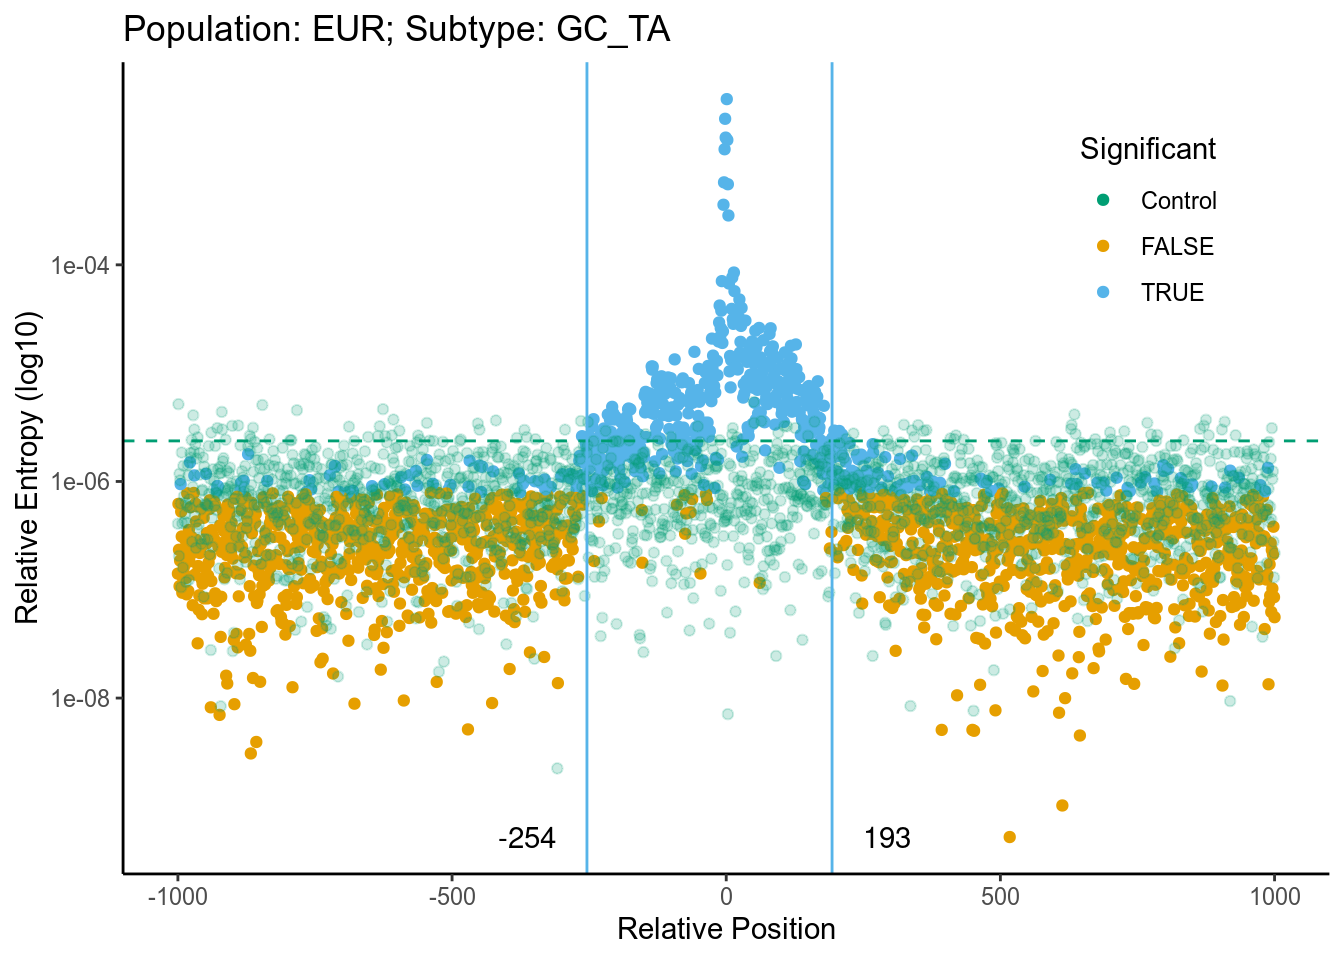 Population: EUR; Subtype: GC_TA
Relative Entropy (log10)
1e-04
1e-06
1e-08
Significant
Control
FALSE
TRUE
-254
193
-1000
-500
0
500
1000
Relative Position